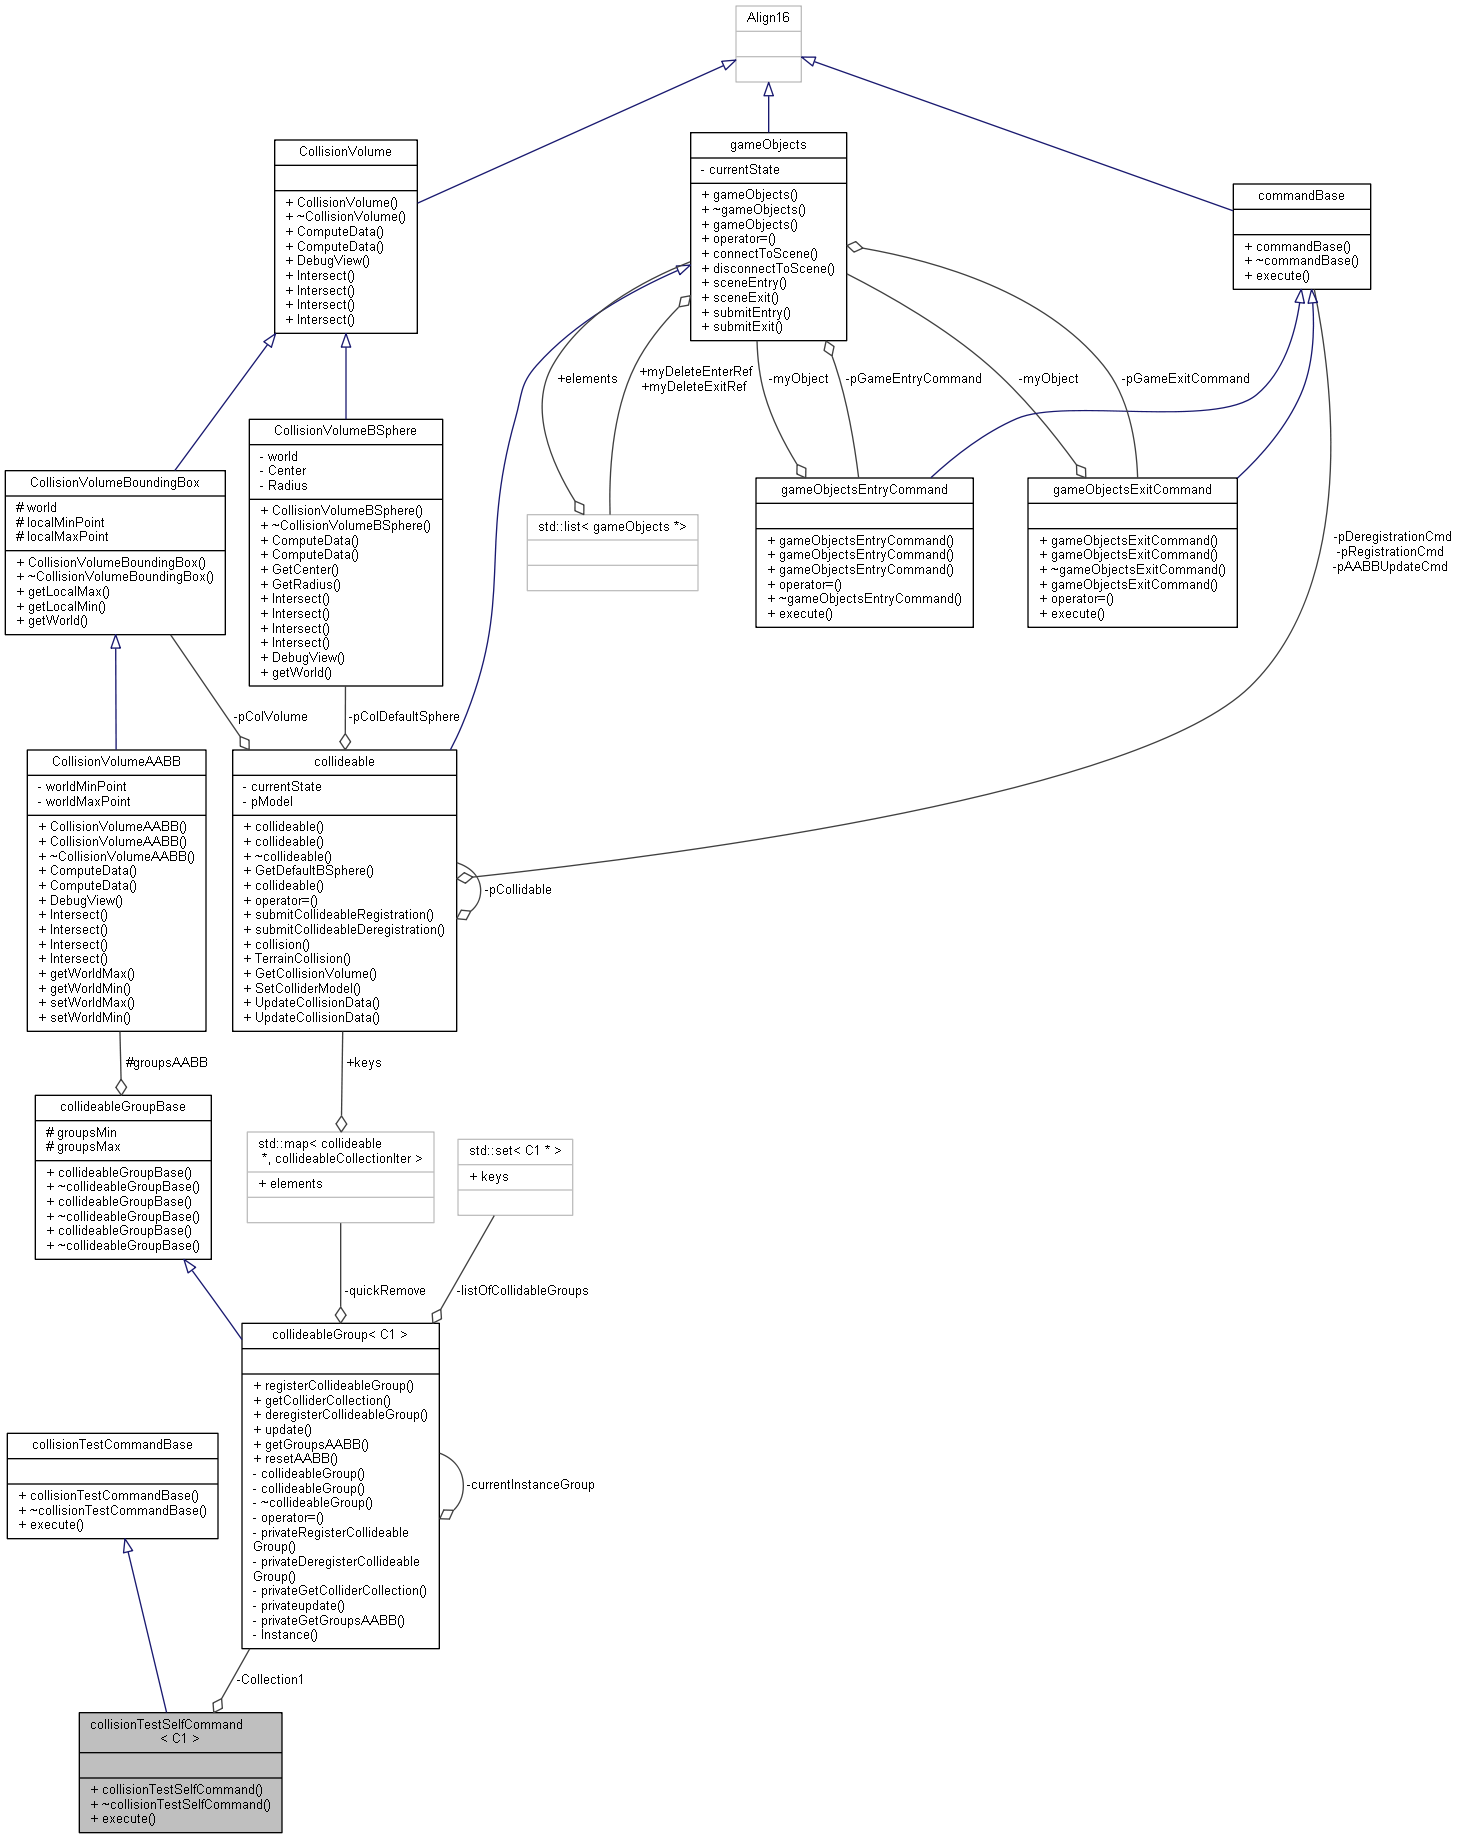 Align16
CollisionVolume
+ CollisionVolume()
+ ~CollisionVolume()
+ ComputeData()
+ ComputeData()
+ DebugView()
+ Intersect()
+ Intersect()
+ Intersect()
+ Intersect()
gameObjects
- currentState
+ gameObjects()
+ ~gameObjects()
+ gameObjects()
+ operator=()
+ connectToScene()
+ disconnectToScene()
+ sceneEntry()
+ sceneExit()
+ submitEntry()
+ submitExit()
commandBase
+ commandBase()
+ ~commandBase()
+ execute()
+elements
+myDeleteEnterRef
+myDeleteExitRef
-myObject
-pGameEntryCommand
-myObject
-pGameExitCommand
CollisionVolumeBSphere
- world
- Center
- Radius
+ CollisionVolumeBSphere()
+ ~CollisionVolumeBSphere()
+ ComputeData()
+ ComputeData()
+ GetCenter()
+ GetRadius()
+ Intersect()
+ Intersect()
+ Intersect()
+ Intersect()
+ DebugView()
+ getWorld()
CollisionVolumeBoundingBox
# world
# localMinPoint
# localMaxPoint
+ CollisionVolumeBoundingBox()
+ ~CollisionVolumeBoundingBox()
+ getLocalMax()
+ getLocalMin()
+ getWorld()
std::list< gameObjects *>
gameObjectsEntryCommand
+ gameObjectsEntryCommand()
+ gameObjectsEntryCommand()
+ gameObjectsEntryCommand()
+ operator=()
+ ~gameObjectsEntryCommand()
+ execute()
gameObjectsExitCommand
+ gameObjectsExitCommand()
+ gameObjectsExitCommand()
+ ~gameObjectsExitCommand()
+ gameObjectsExitCommand()
+ operator=()
+ execute()
-pDeregistrationCmd
-pRegistrationCmd
-pAABBUpdateCmd
-pColVolume
-pColDefaultSphere
CollisionVolumeAABB
- worldMinPoint
- worldMaxPoint
+ CollisionVolumeAABB()
+ CollisionVolumeAABB()
+ ~CollisionVolumeAABB()
+ ComputeData()
+ ComputeData()
+ DebugView()
+ Intersect()
+ Intersect()
+ Intersect()
+ Intersect()
+ getWorldMax()
+ getWorldMin()
+ setWorldMax()
+ setWorldMin()
collideable
- currentState
- pModel
+ collideable()
+ collideable()
+ ~collideable()
+ GetDefaultBSphere()
+ collideable()
+ operator=()
+ submitCollideableRegistration()
+ submitCollideableDeregistration()
+ collision()
+ TerrainCollision()
+ GetCollisionVolume()
+ SetColliderModel()
+ UpdateCollisionData()
+ UpdateCollisionData()
-pCollidable
#groupsAABB
+keys
collideableGroupBase
# groupsMin
# groupsMax
+ collideableGroupBase()
+ ~collideableGroupBase()
+ collideableGroupBase()
+ ~collideableGroupBase()
+ collideableGroupBase()
+ ~collideableGroupBase()
std::map< collideable
*, collideableCollectionIter >
+ elements
std::set< C1 * >
+ keys
-quickRemove
-listOfCollidableGroups
collideableGroup< C1 >
+ registerCollideableGroup()
+ getColliderCollection()
+ deregisterCollideableGroup()
+ update()
+ getGroupsAABB()
+ resetAABB()
- collideableGroup()
- collideableGroup()
- ~collideableGroup()
- operator=()
- privateRegisterCollideable
Group()
- privateDeregisterCollideable
Group()
- privateGetColliderCollection()
- privateupdate()
- privateGetGroupsAABB()
- Instance()
-currentInstanceGroup
collisionTestCommandBase
+ collisionTestCommandBase()
+ ~collisionTestCommandBase()
+ execute()
-Collection1
collisionTestSelfCommand
< C1 >
+ collisionTestSelfCommand()
+ ~collisionTestSelfCommand()
+ execute()